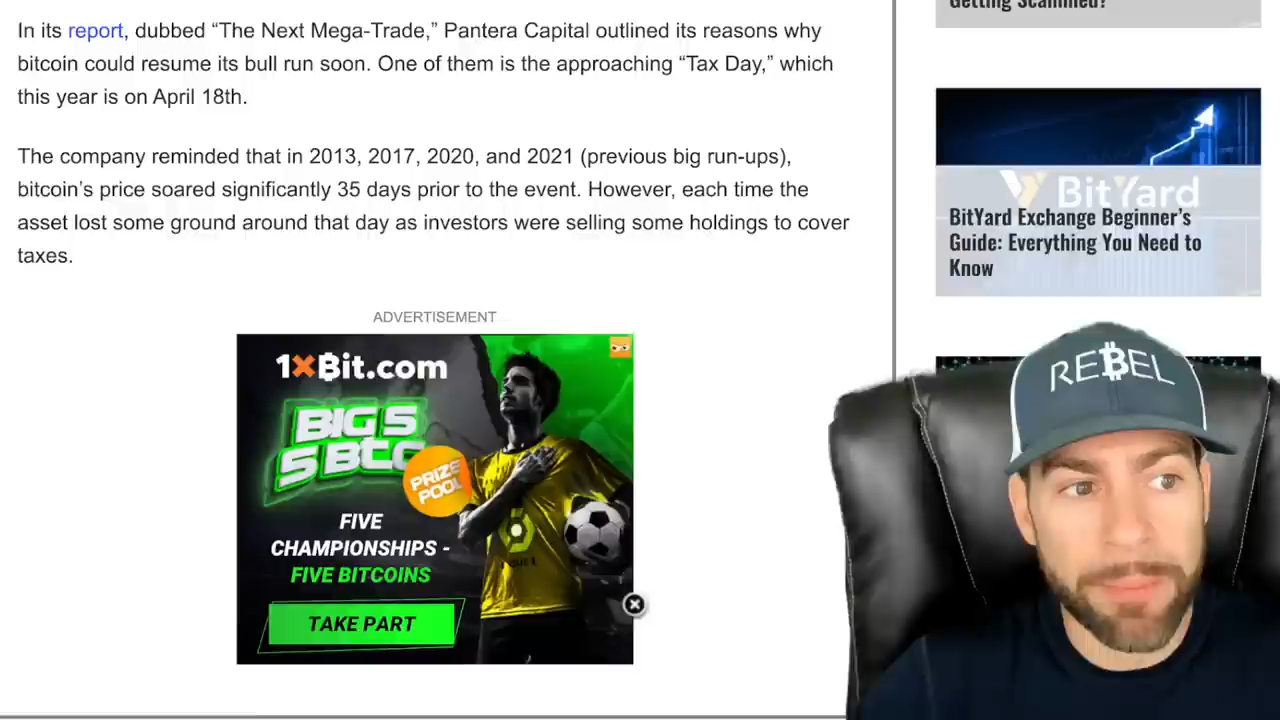 Getting Scammed?
In its report, dubbed “The Next Mega-Trade,” Pantera Capital outlined its reasons why
bitcoin could resume its bull run soon. One of them is the approaching “Tax Day,” which
this year is on April 18th.
The company reminded that in 2013, 2017, 2020, and 2021 (previous big run-ups),
bitcoin’s price soared significantly 35 days prior to the event. However, each time the
asset lost some ground around that day as investors were selling some holdings to cover
taxes.
ADVERTISEMENT
1×Bit.com
BIG 5
5 BTC
PRIZE
POOL
FIVE
CHAMPIONSHIPS -
FIVE BITCOINS
TAKE PART
BitYard
BitYard Exchange Beginner’s
Guide: Everything You Need to
Know
REBEL